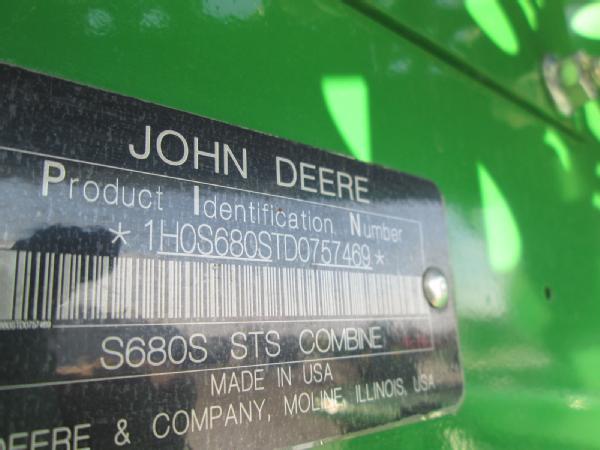 JOHN DEERE
Product Identification Number
* 1H0S680STD0757469 *
S680S STS COMBINE
MADE IN USA
DEERE & COMPANY, MOLINE, ILLINOIS, USA